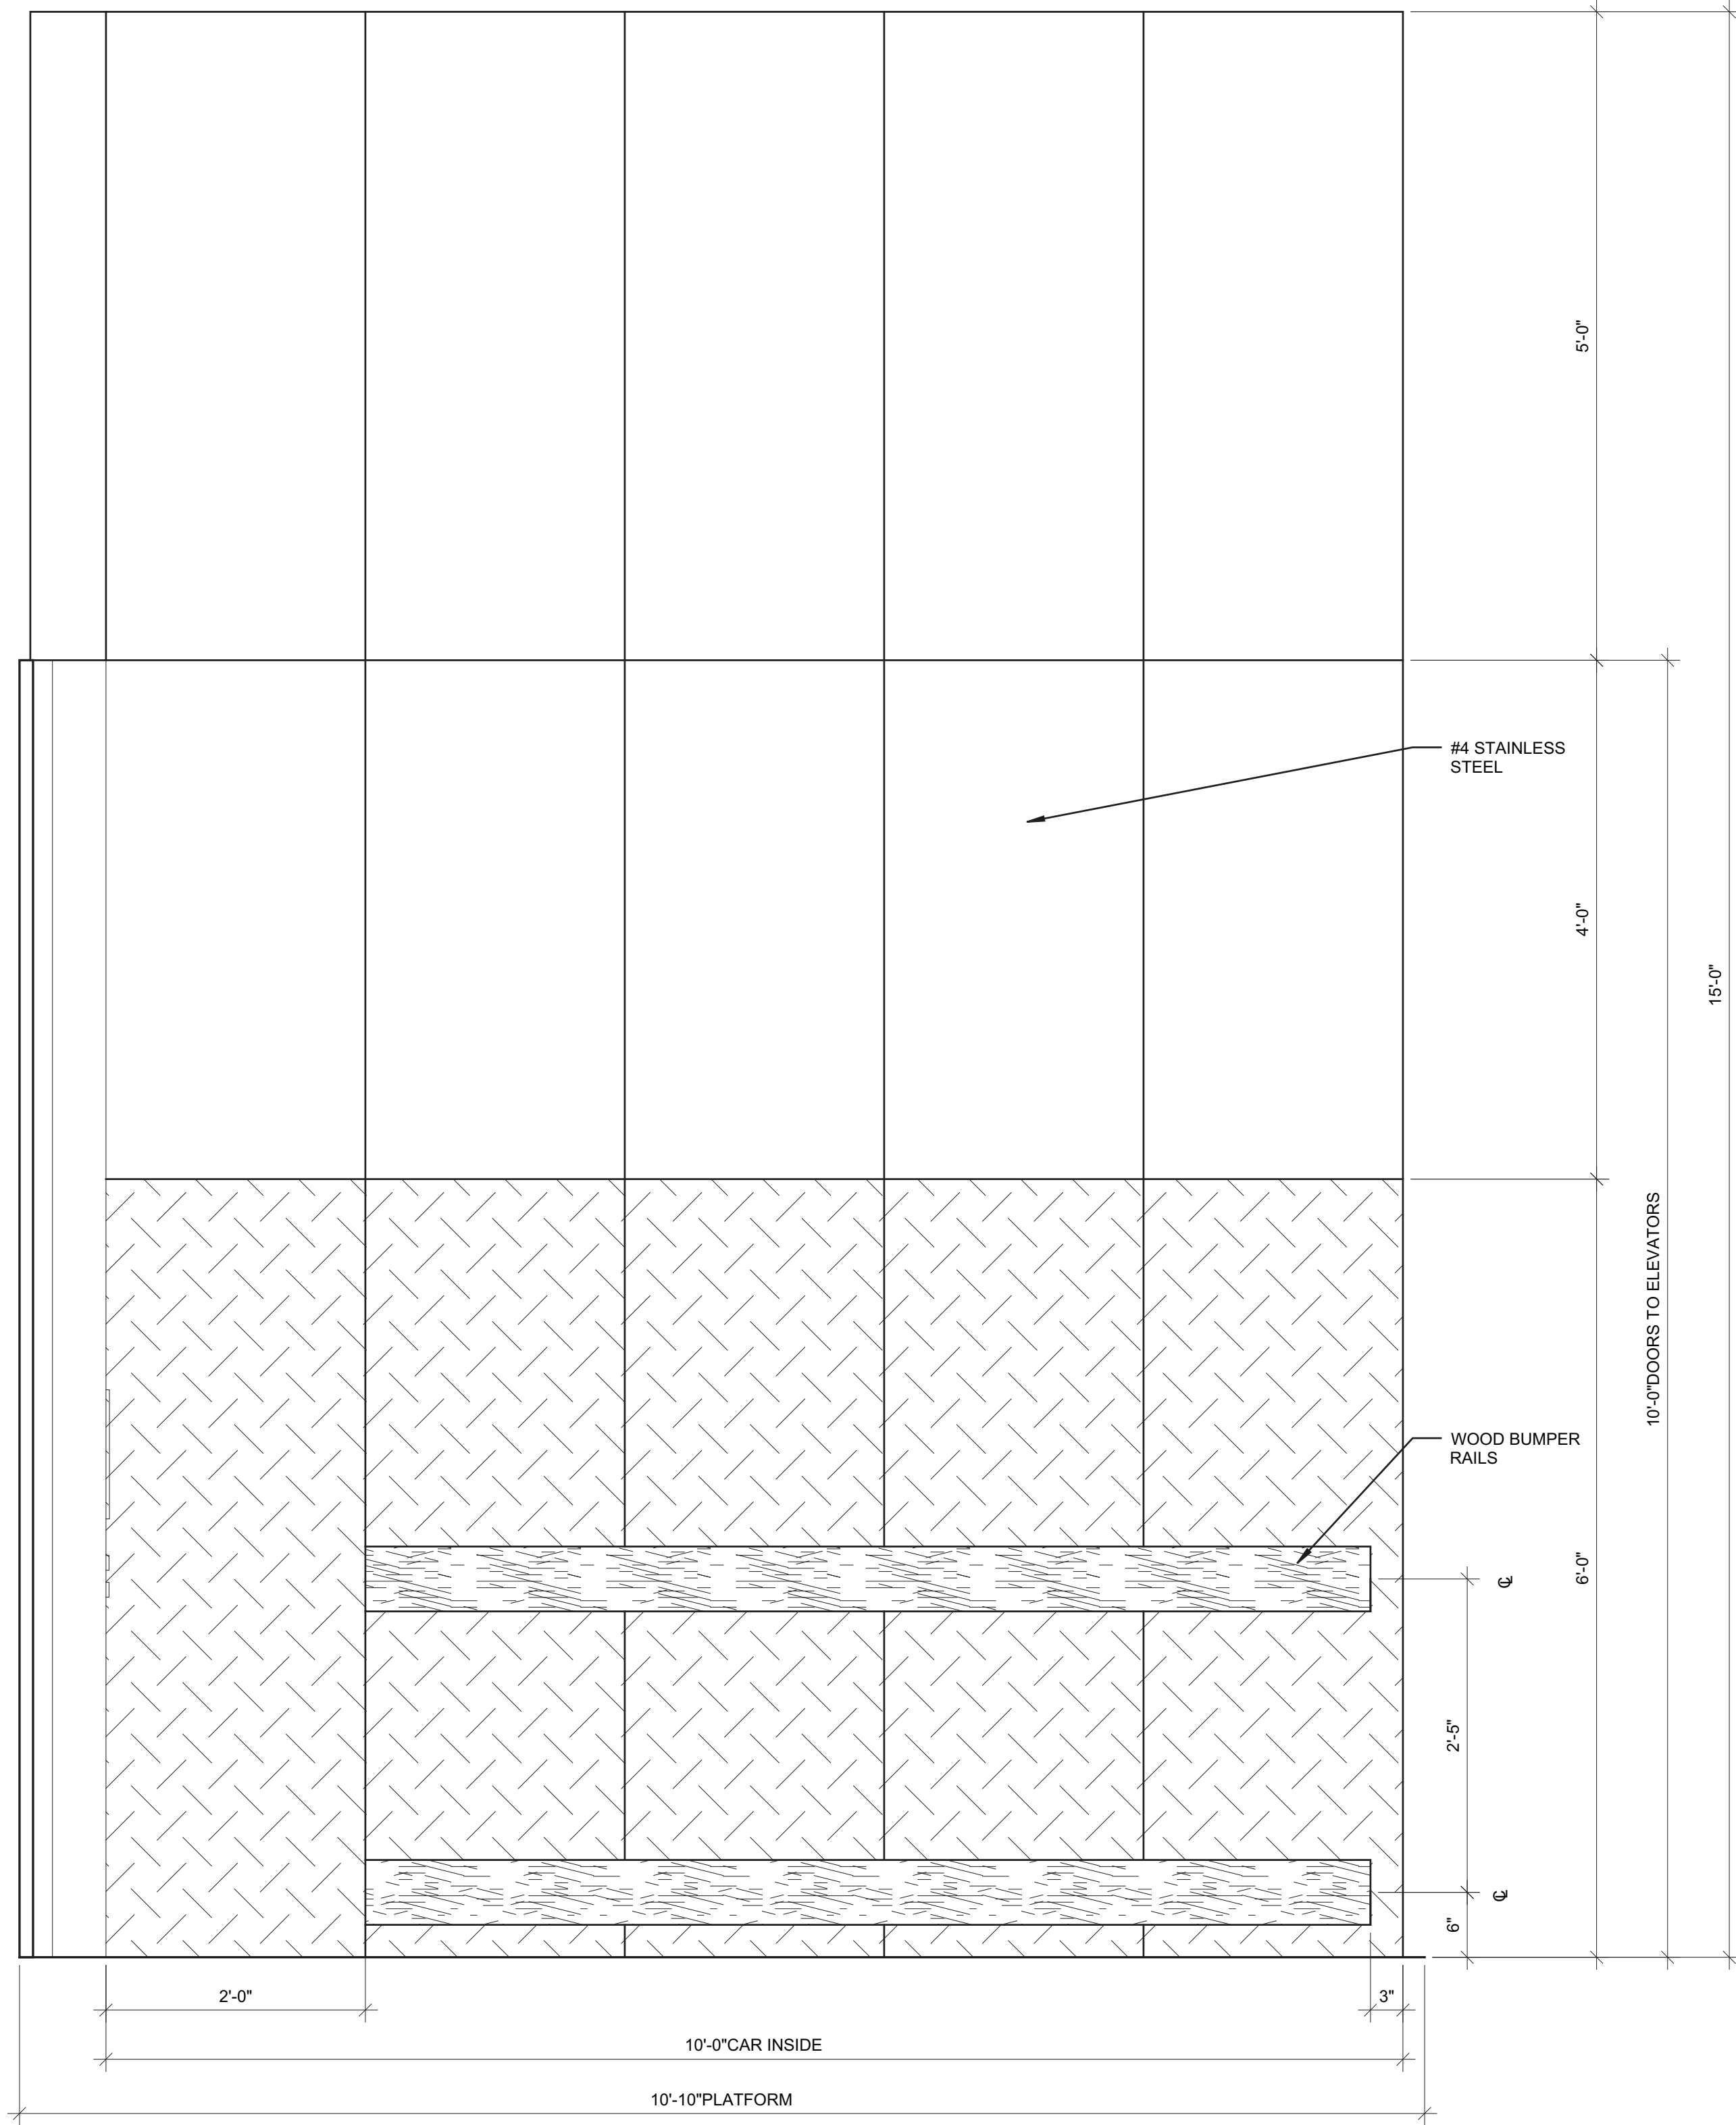 5'-0"
#4 STAINLESS
STEEL
4'-0"
15'-0"
10'-0"DOORS TO ELEVATORS
WOOD BUMPER
RAILS
6'-0"
℄
2'-5"
℄
6"
2'-0"
3"
10'-0"CAR INSIDE
10'-10"PLATFORM